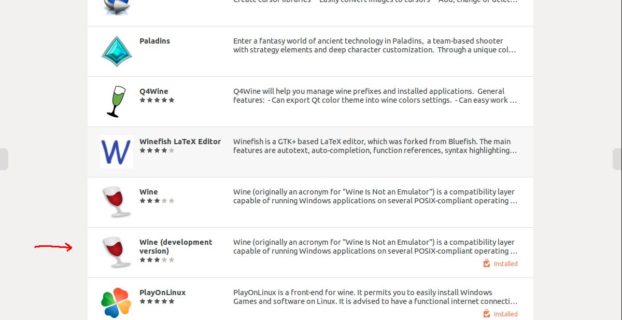 Create cursor libraries - Easily convert images to cursors - Add, change or delet…
Paladins
Enter a fantasy world of ancient technology in Paladins, a team-based shooter
with strategy elements and deep character customization. Through a unique col…
Q4Wine
Q4Wine will help you manage wine prefixes and installed applications. General
features: - Can export Qt color theme into wine colors settings. - Can easy work …
Winefish LaTeX Editor
Winefish is a GTK+ based LaTeX editor, which was forked from Bluefish. The main
features are autotext, auto-completion, function references, syntax highlighting…
W
Wine
Wine (originally an acronym for "Wine Is Not an Emulator") is a compatibility layer
capable of running Windows applications on several POSIX-compliant operating …
Wine (development
version)
Wine (originally an acronym for "Wine Is Not an Emulator") is a compatibility layer
capable of running Windows applications on several POSIX-compliant operating …
Installed
PlayOnLinux
PlayOnLinux is a front-end for wine. It permits you to easily install Windows
Games and software on Linux. It is advised to have a functional internet connecti…
Installed